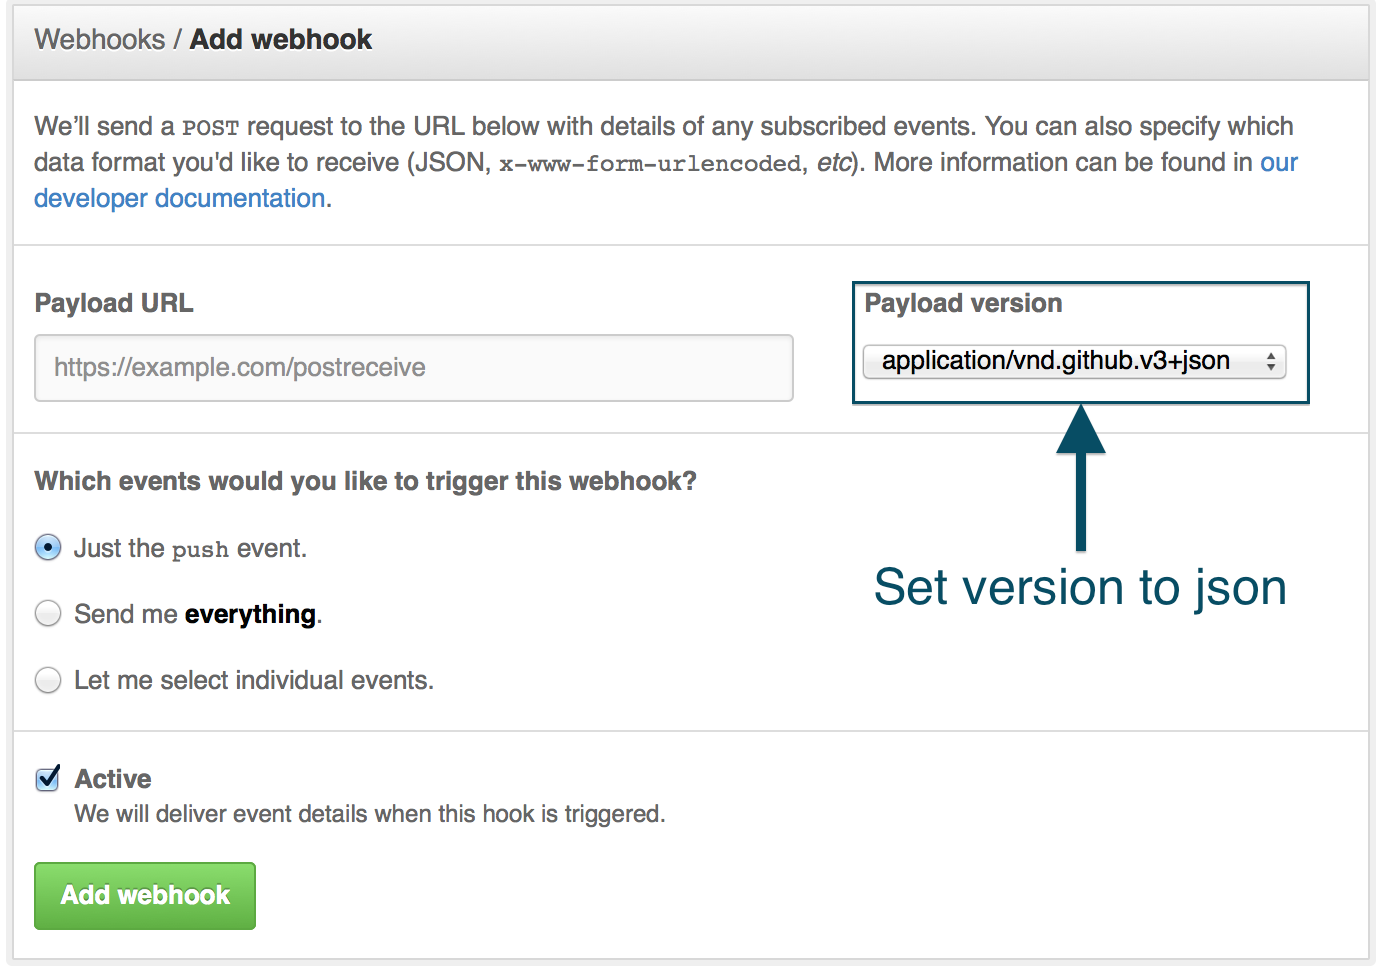 Webhooks / Add webhook
We’ll send a POST request to the URL below with details of any subscribed events. You can also specify which
data format you'd like to receive (JSON, x-www-form-urlencoded, etc). More information can be found in our
developer documentation.
Payload URL
https://example.com/postreceive
Payload version
application/vnd.github.v3+json
Set version to json
Which events would you like to trigger this webhook?
Just the push event.
Send me everything.
Let me select individual events.
Active
We will deliver event details when this hook is triggered.
Add webhook